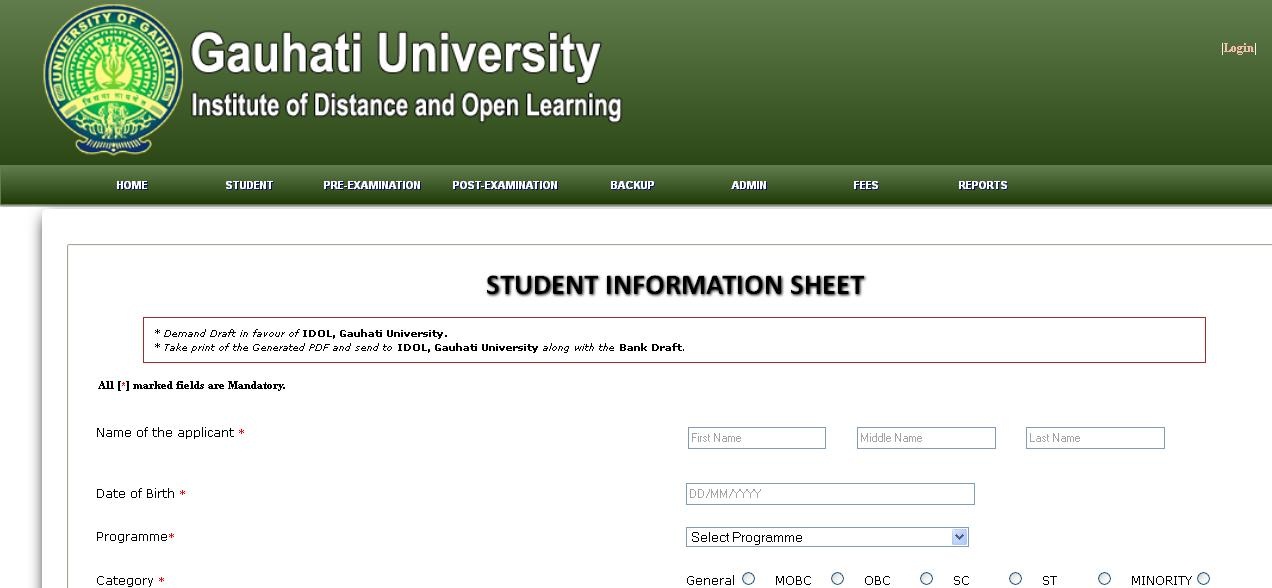 UNIVERSITY OF GAUHATI
Gauhati University
Institute of Distance and Open Learning
|Login|
HOME STUDENT PRE-EXAMINATION POST-EXAMINATION BACKUP ADMIN FEES REPORTS
STUDENT INFORMATION SHEET
* Demand Draft in favour of IDOL, Gauhati University.
* Take print of the Generated PDF and send to IDOL, Gauhati University along with the Bank Draft.
All [*] marked fields are Mandatory.
Name of the applicant * First Name Middle Name Last Name
Date of Birth * DD/MM/YYYY
Programme* Select Programme
Category * General MOBC OBC SC ST MINORITY